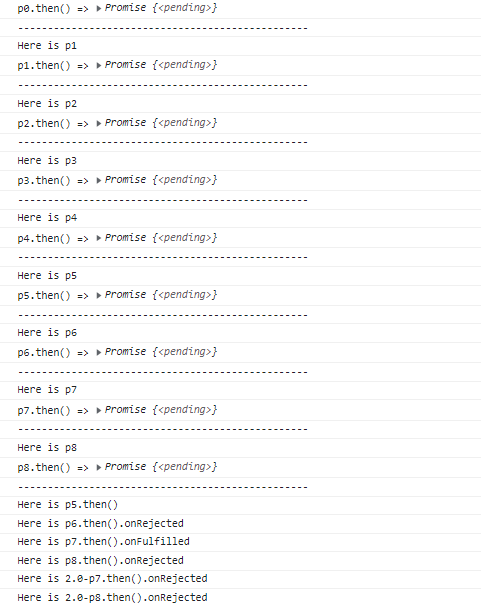 p0.then() => ▶Promise {<pending>}
-------------------------------------------------
Here is p1
p1.then() => ▶Promise {<pending>}
-------------------------------------------------
Here is p2
p2.then() => ▶Promise {<pending>}
-------------------------------------------------
Here is p3
p3.then() => ▶Promise {<pending>}
-------------------------------------------------
Here is p4
p4.then() => ▶Promise {<pending>}
-------------------------------------------------
Here is p5
p5.then() => ▶Promise {<pending>}
-------------------------------------------------
Here is p6
p6.then() => ▶Promise {<pending>}
-------------------------------------------------
Here is p7
p7.then() => ▶Promise {<pending>}
-------------------------------------------------
Here is p8
p8.then() => ▶Promise {<pending>}
-------------------------------------------------
Here is p5.then()
Here is p6.then().onRejected
Here is p7.then().onFulfilled
Here is p8.then().onRejected
Here is 2.0-p7.then().onRejected
Here is 2.0-p8.then().onRejected